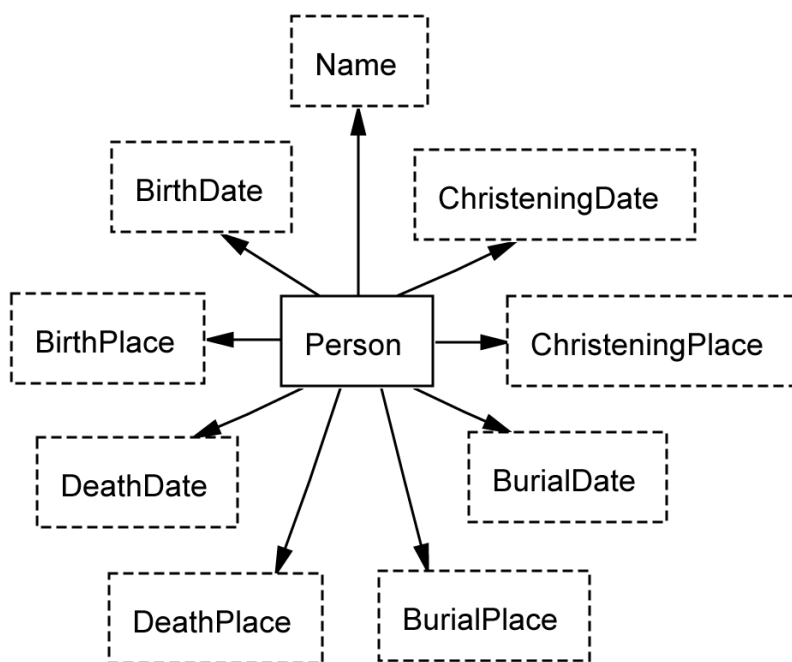 Name
BirthDate
ChristeningDate
BirthPlace
Person
ChristeningPlace
DeathDate
BurialDate
DeathPlace
BurialPlace